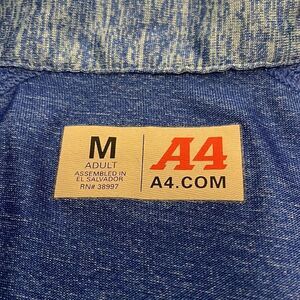 M
ADULT
ASSEMBLED IN
EL SALVADOR
RN# 38997
A4
A4.COM